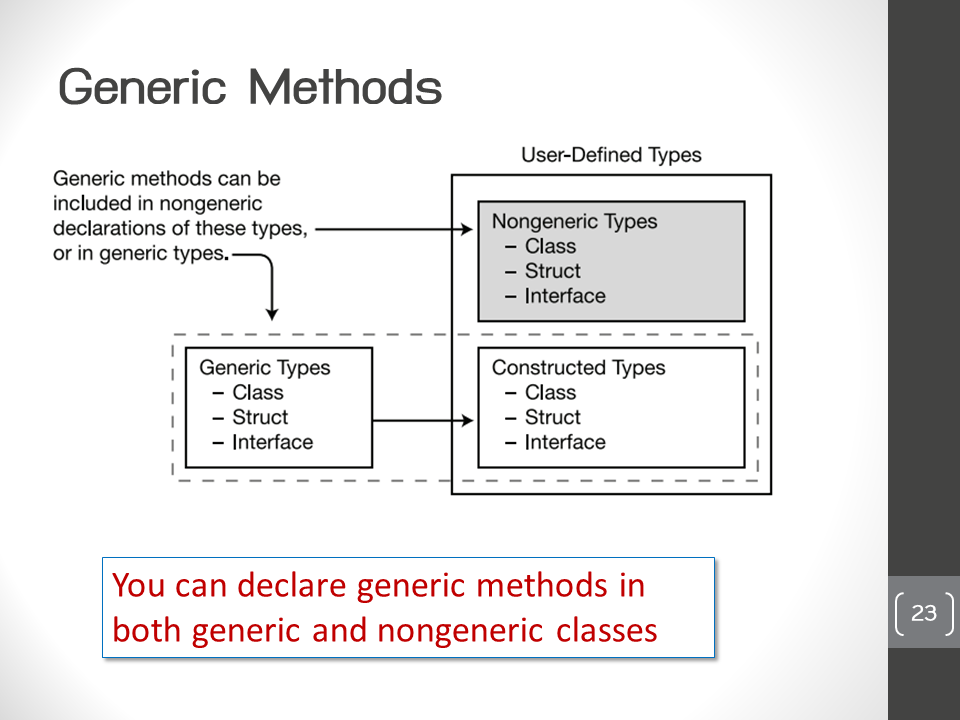 Generic Methods
User-Defined Types
Generic methods can be
included in nongeneric
declarations of these types,
or in generic types.
Nongeneric Types
– Class
– Struct
– Interface
Generic Types
– Class
– Struct
– Interface
Constructed Types
– Class
– Struct
– Interface
You can declare generic methods in
both generic and nongeneric classes
23